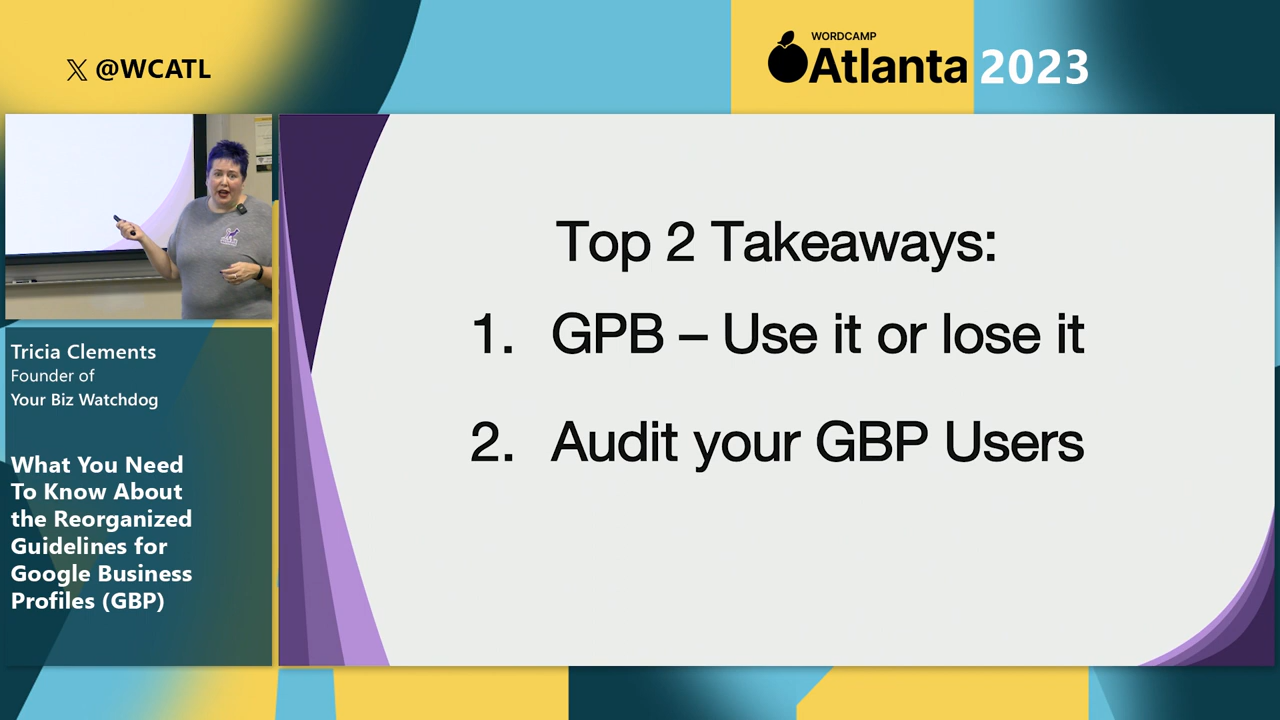 𝕏 @WCATL
WORDCAMP
Atlanta 2023
Tricia Clements
Founder of
Your Biz Watchdog
What You Need
To Know About
the Reorganized
Guidelines for
Google Business
Profiles (GBP)
Top 2 Takeaways:
1. GPB – Use it or lose it
2. Audit your GBP Users